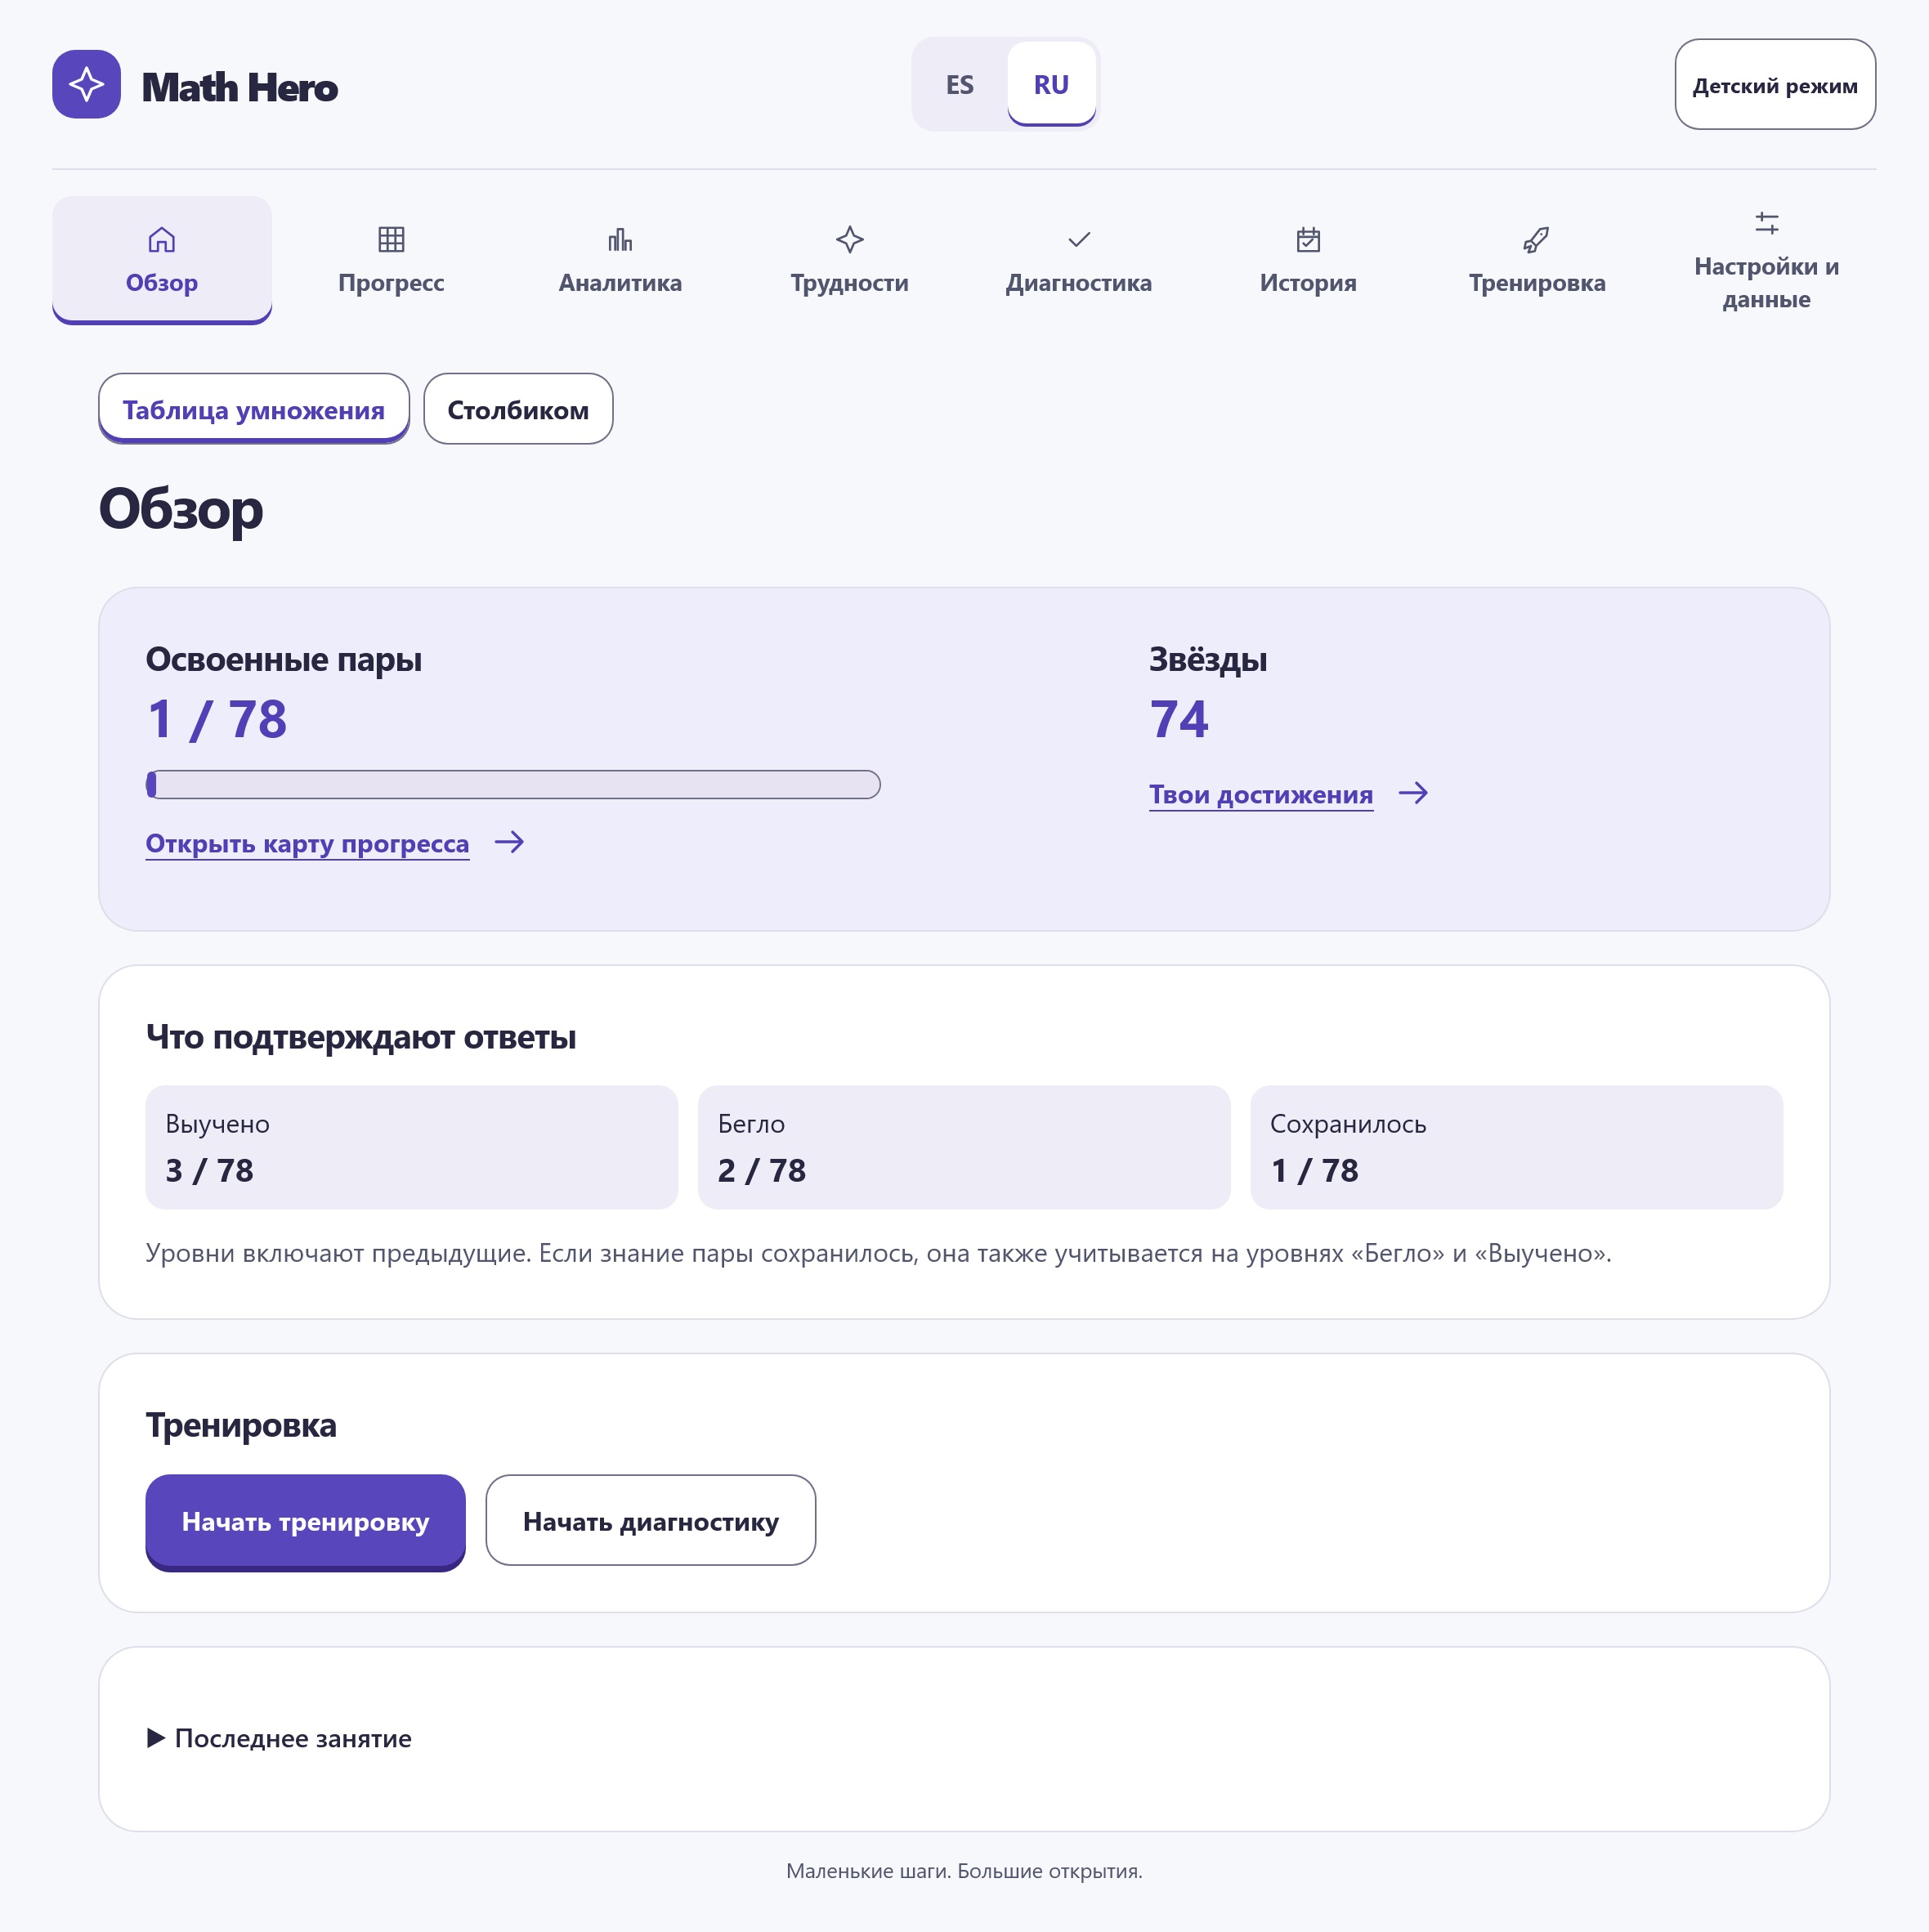 Math Hero
ES
RU
Детский режим
Обзор
Прогресс
Аналитика
Трудности
Диагностика
История
Тренировка
Настройки и
данные
Таблица умножения
Столбиком
Обзор
Освоенные пары
1 / 78
Открыть карту прогресса
Звёзды
74
Твои достижения
Что подтверждают ответы
Выучено
3 / 78
Бегло
2 / 78
Сохранилось
1 / 78
Уровни включают предыдущие. Если знание пары сохранилось, она также учитывается на уровнях «Бегло» и «Выучено».
Тренировка
Начать тренировку
Начать диагностику
Последнее занятие
Маленькие шаги. Большие открытия.